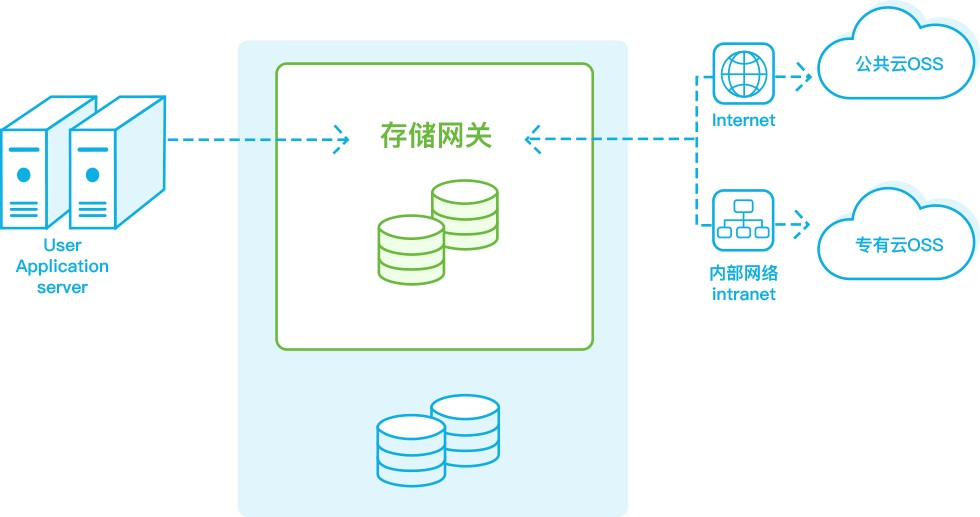 User
Application
server
存储网关
Internet
公共云OSS
内部网络
intranet
专有云OSS